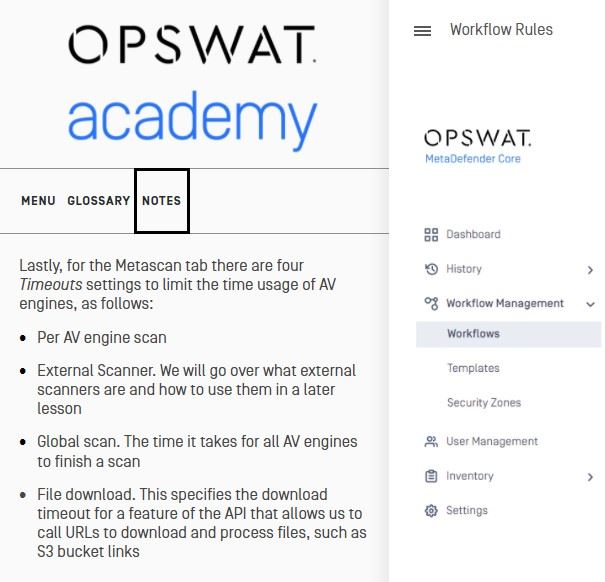 OPSWAT.
academy
MENU GLOSSARY NOTES
Lastly, for the Metascan tab there are four
Timeouts settings to limit the time usage of AV
engines, as follows:
• Per AV engine scan
• External Scanner. We will go over what external
scanners are and how to use them in a later
lesson
• Global scan. The time it takes for all AV engines
to finish a scan
• File download. This specifies the download
timeout for a feature of the API that allows us to
call URLs to download and process files, such as
S3 bucket links
Workflow Rules
OPSWAT.
MetaDefender Core
Dashboard
History
Workflow Management
Workflows
Templates
Security Zones
User Management
Inventory
Settings